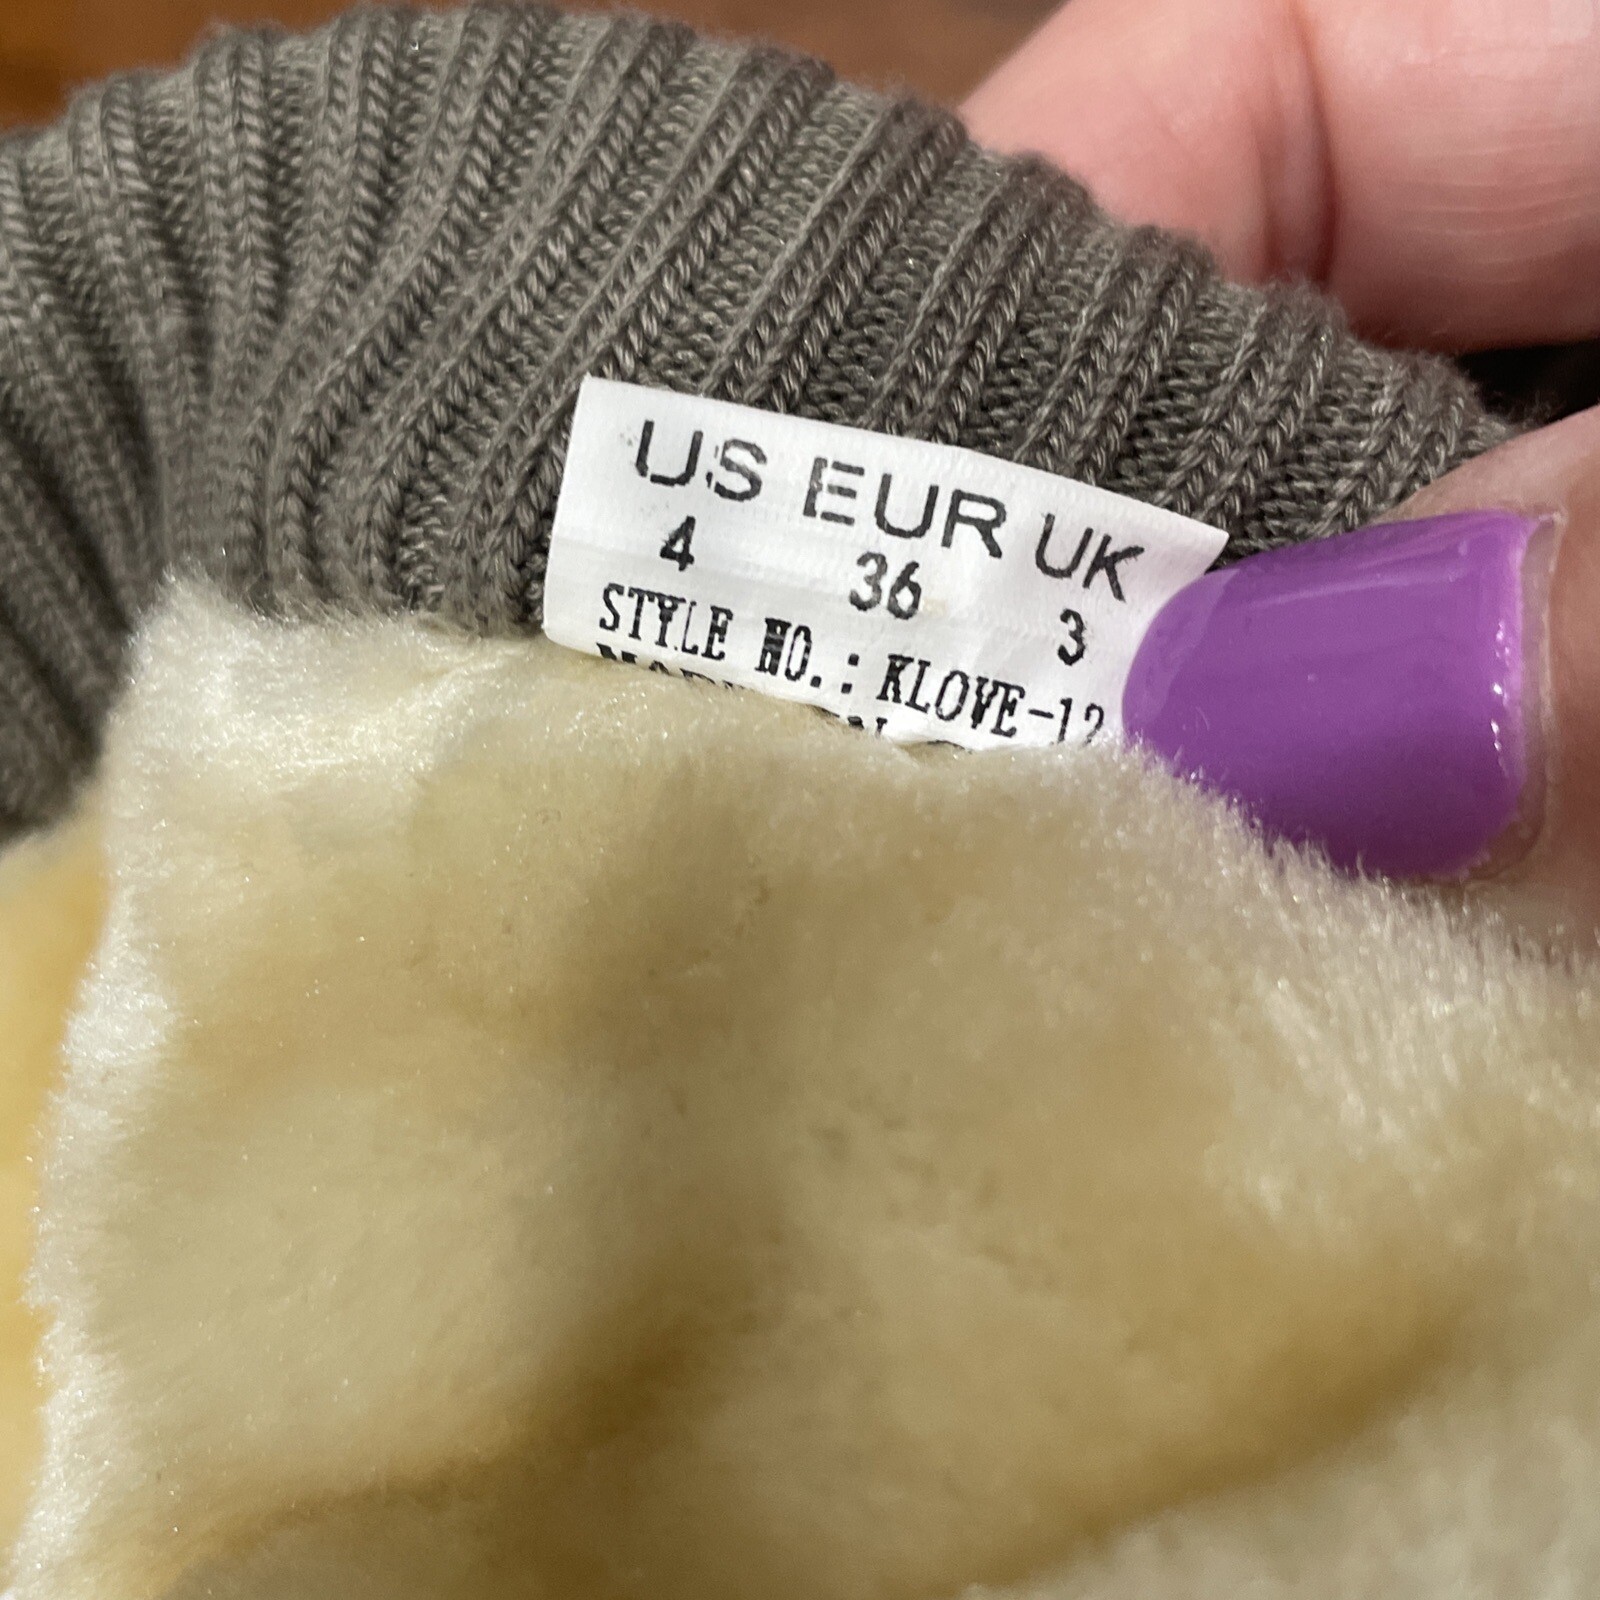 US EUR UK
4 36 3
STYLE NO.: KLOVE-12